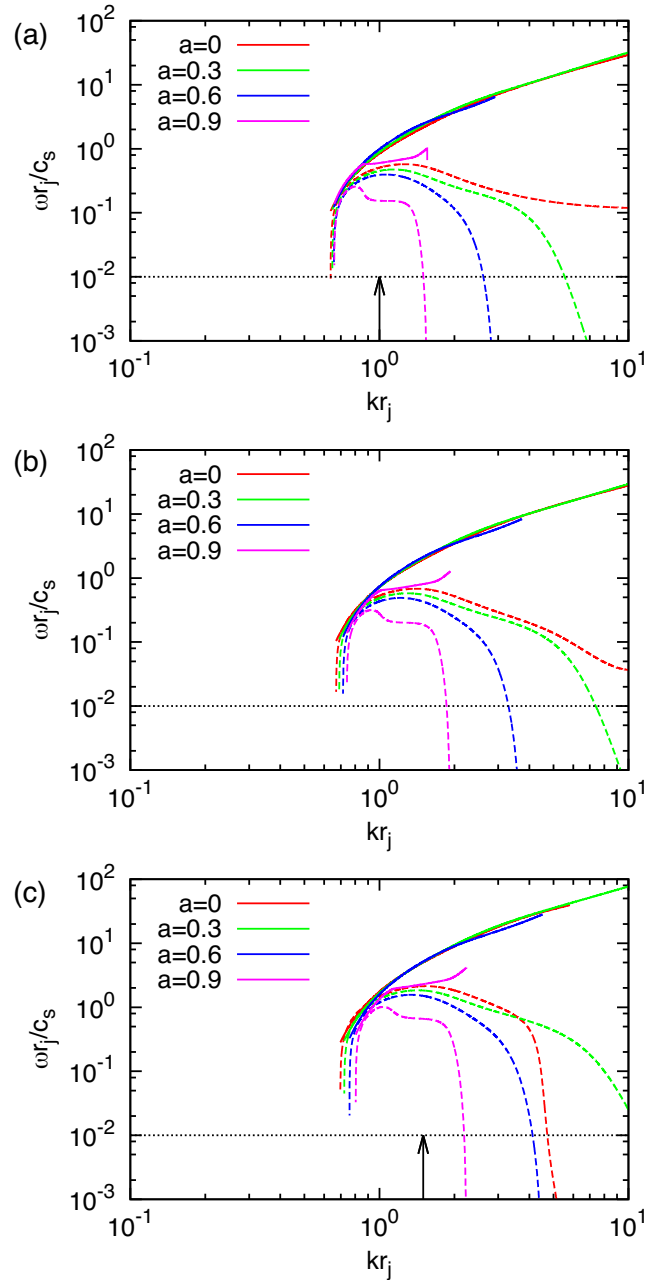 (a)
10^2
10^1
10^0
10^-1
10^-2
10^-3
ωr_j/c_s
a=0
a=0.3
a=0.6
a=0.9
10^-1
10^0
10^1
kr_j
(b)
10^2
10^1
10^0
10^-1
10^-2
10^-3
ωr_j/c_s
a=0
a=0.3
a=0.6
a=0.9
10^-1
10^0
10^1
kr_j
(c)
10^2
10^1
10^0
10^-1
10^-2
10^-3
ωr_j/c_s
a=0
a=0.3
a=0.6
a=0.9
10^-1
10^0
10^1
kr_j